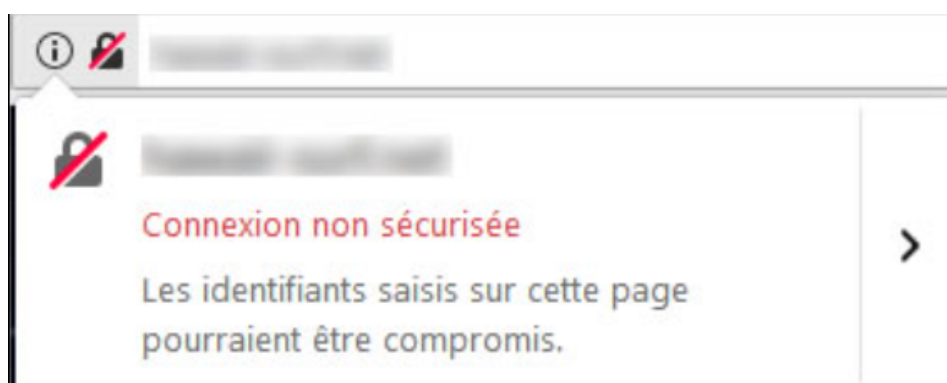 Connexion non sécurisée
Les identifiants saisis sur cette page
pourraient être compromis.